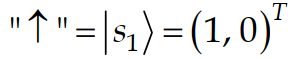 "↑"=|s₁⟩=(1, 0)ᵀ